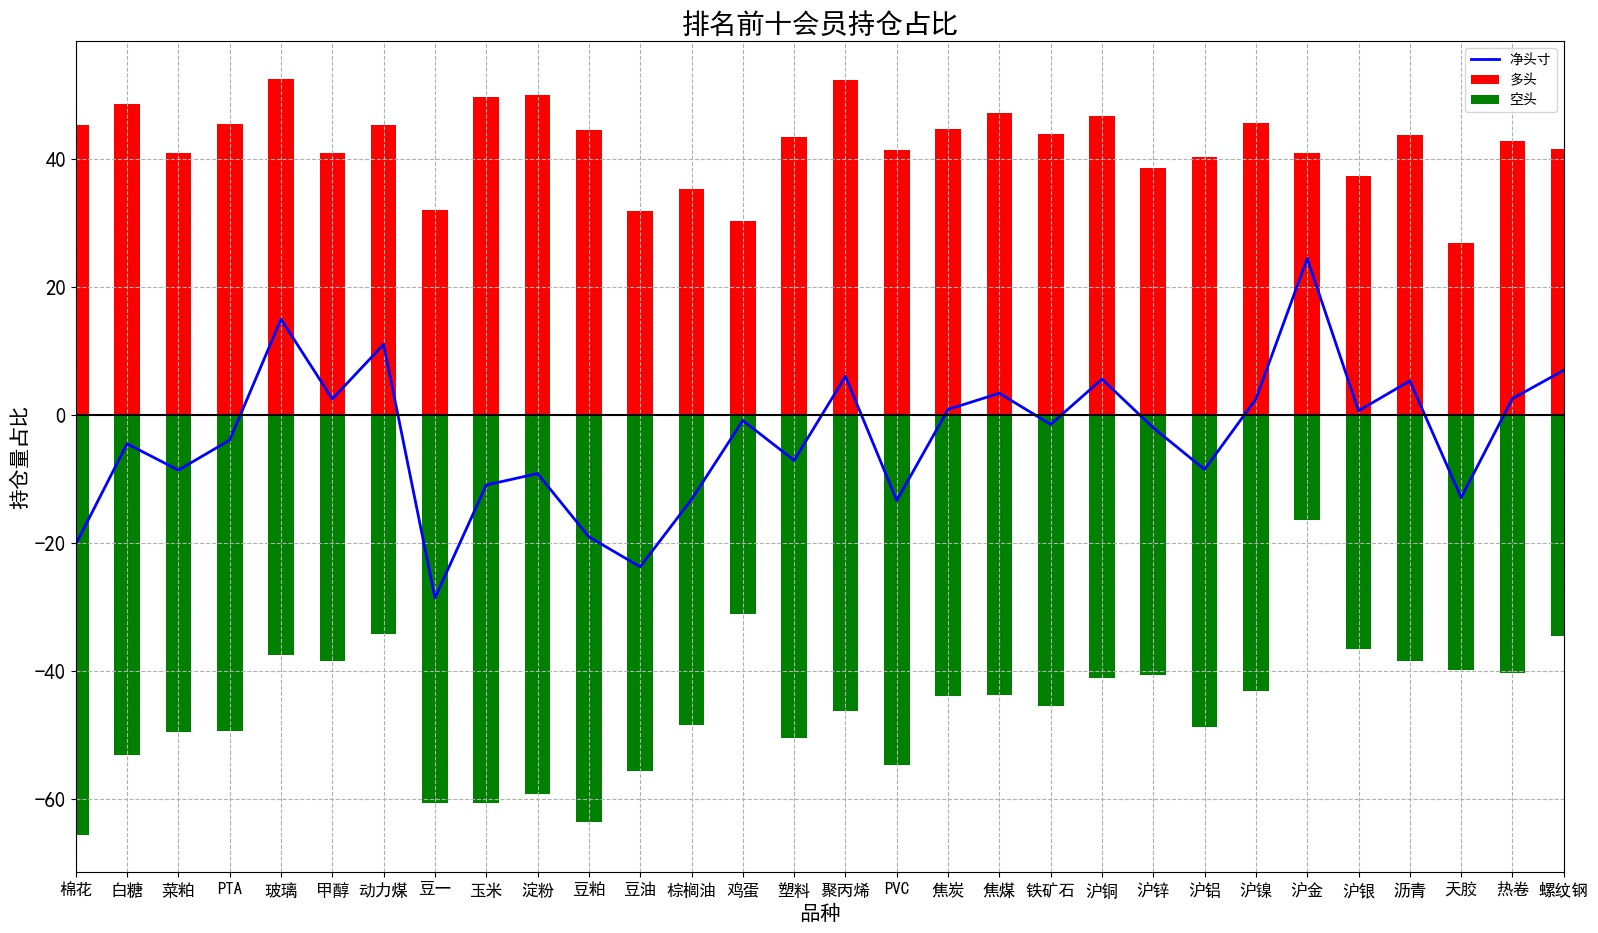 排名前十会员持仓占比
净头寸
多头
空头
持仓量占比
40
20
0
−20
−40
−60
棉花 白糖 菜粕 PTA 玻璃 甲醇 动力煤 豆一 玉米 淀粉 豆粕 豆油 棕榈油 鸡蛋 塑料 聚丙烯 PVC 焦炭 焦煤 铁矿石 沪铜 沪锌 沪铝 沪镍 沪金 沪银 沥青 天胶 热卷 螺纹钢
品种